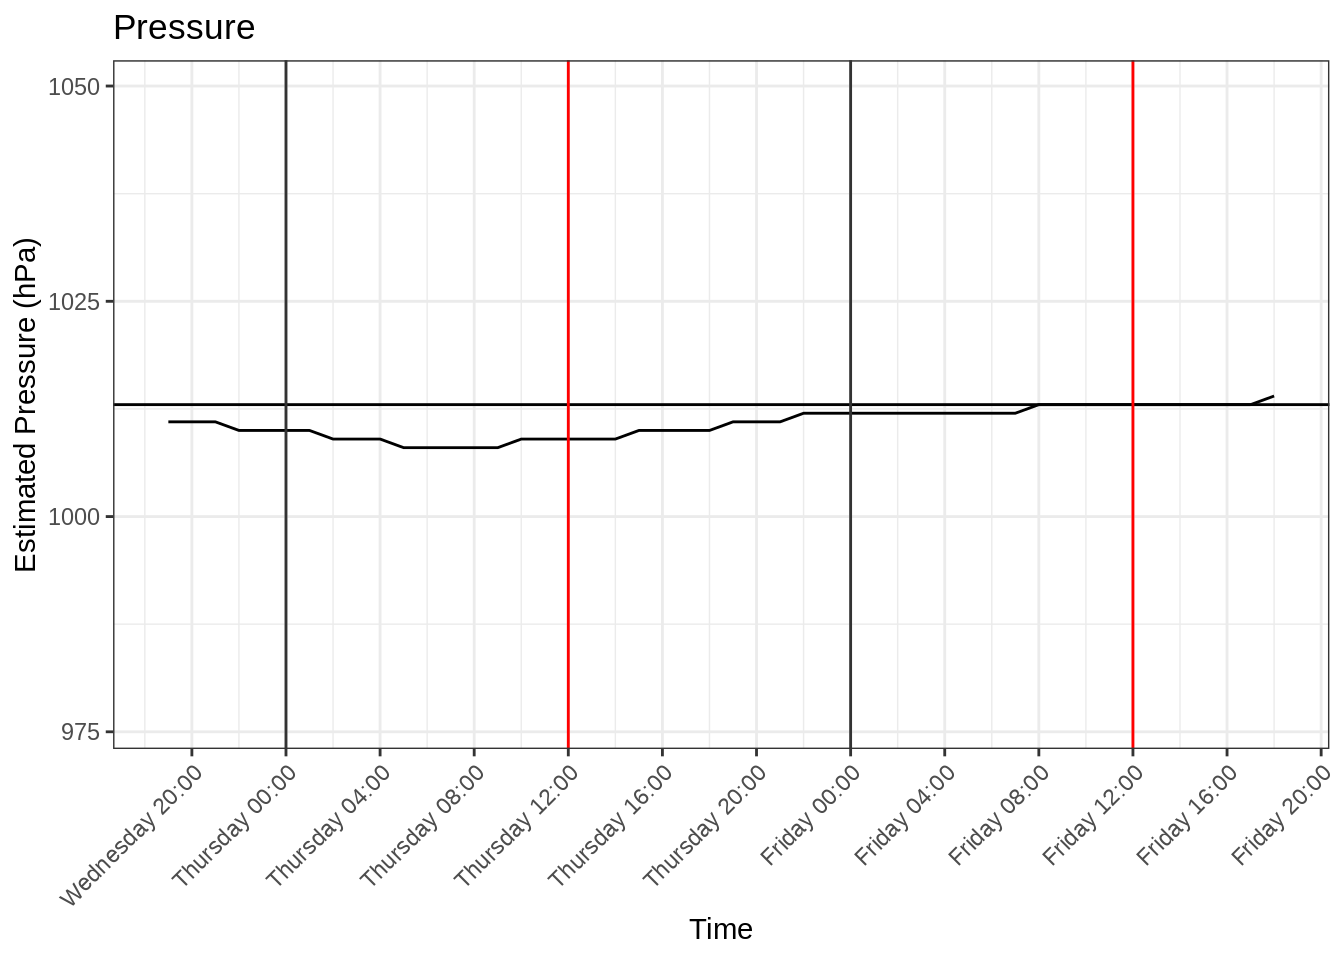 Pressure
Estimated Pressure (hPa)
1050
1025
1000
975
Wednesday 20:00
Thursday 00:00
Thursday 04:00
Thursday 08:00
Thursday 12:00
Thursday 16:00
Thursday 20:00
Friday 00:00
Friday 04:00
Friday 08:00
Friday 12:00
Friday 16:00
Friday 20:00
Time